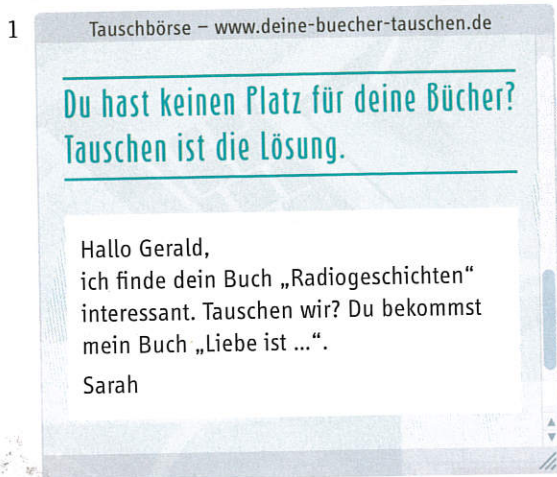 1
Tauschbörse – www.deine-buecher-tauschen.de
Du hast keinen Platz für deine Bücher?
Tauschen ist die Lösung.
Hallo Gerald,
ich finde dein Buch „Radiogeschichten“
interessant. Tauschen wir? Du bekommst
mein Buch „Liebe ist ...“.
Sarah